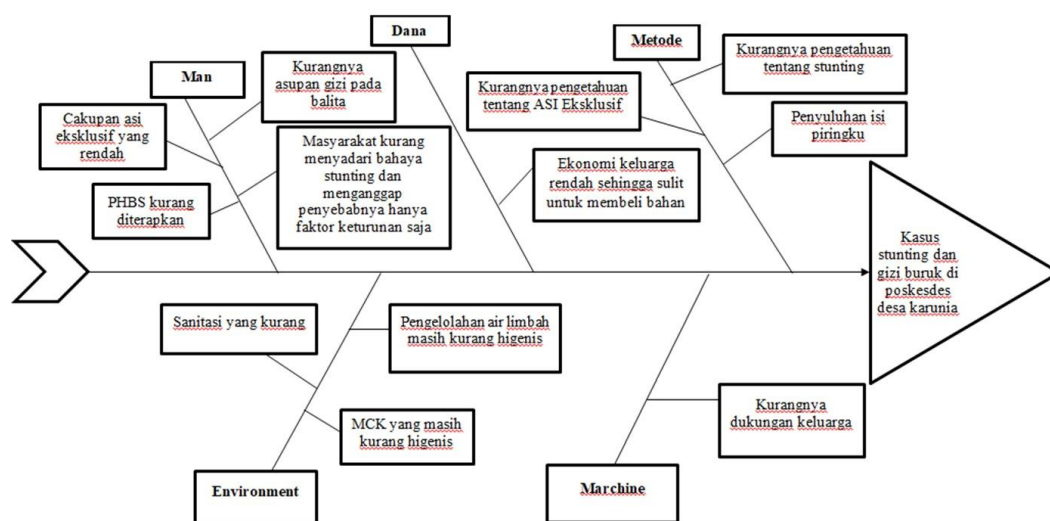 Dana
Metode
Man
Kurangnya
asupan gizi pada
balita
Kurangnya pengetahuan
tentang stunting
Kurangnya pengetahuan
tentang ASI Eksklusif
Cakupan asi
eksklusif yang
rendah
Penyuluhan isi
piringku
Masyarakat kurang
menyadari bahaya
stunting dan
menganggap
penyebabnya hanya
faktor keturunan saja
Ekonomi keluarga
rendah sehingga sulit
untuk membeli bahan
PHBS kurang
diterapkan
Kasus
stunting dan
gizi buruk di
poskesdes
desa karunia
Sanitasi yang kurang
Pengelolahan air limbah
masih kurang higenis
MCK yang masih
kurang higenis
Kurangnya
dukungan keluarga
Environment
Marchine